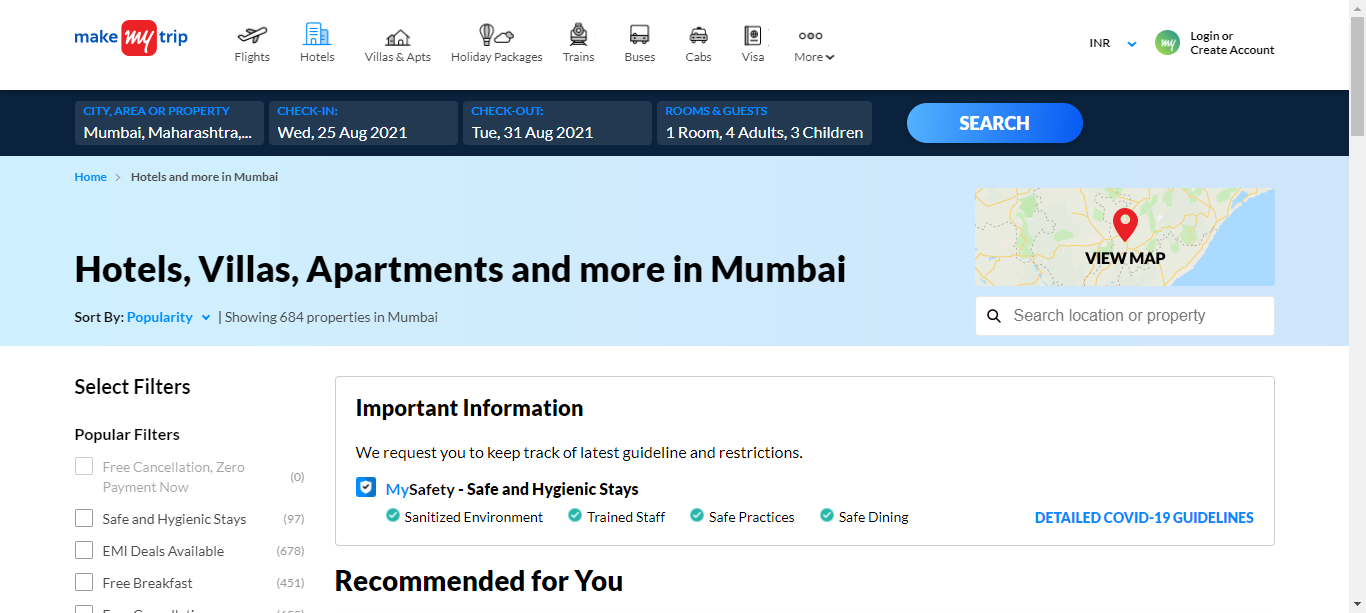 make my trip
Flights
Hotels
Villas & Apts
Holiday Packages
Trains
Buses
Cabs
Visa
More
INR
my
Login or
Create Account
CITY, AREA OR PROPERTY
Mumbai, Maharashtra,...
CHECK-IN:
Wed, 25 Aug 2021
CHECK-OUT:
Tue, 31 Aug 2021
ROOMS & GUESTS
1 Room, 4 Adults, 3 Children
SEARCH
Home > Hotels and more in Mumbai
VIEW MAP
Hotels, Villas, Apartments and more in Mumbai
Sort By: Popularity | Showing 684 properties in Mumbai
Search location or property
Select Filters
Popular Filters
Free Cancellation, Zero
Payment Now (0)
Safe and Hygienic Stays (97)
EMI Deals Available (678)
Free Breakfast (451)
Important Information
We request you to keep track of latest guideline and restrictions.
MySafety - Safe and Hygienic Stays
Sanitized Environment Trained Staff Safe Practices Safe Dining
DETAILED COVID-19 GUIDELINES
Recommended for You